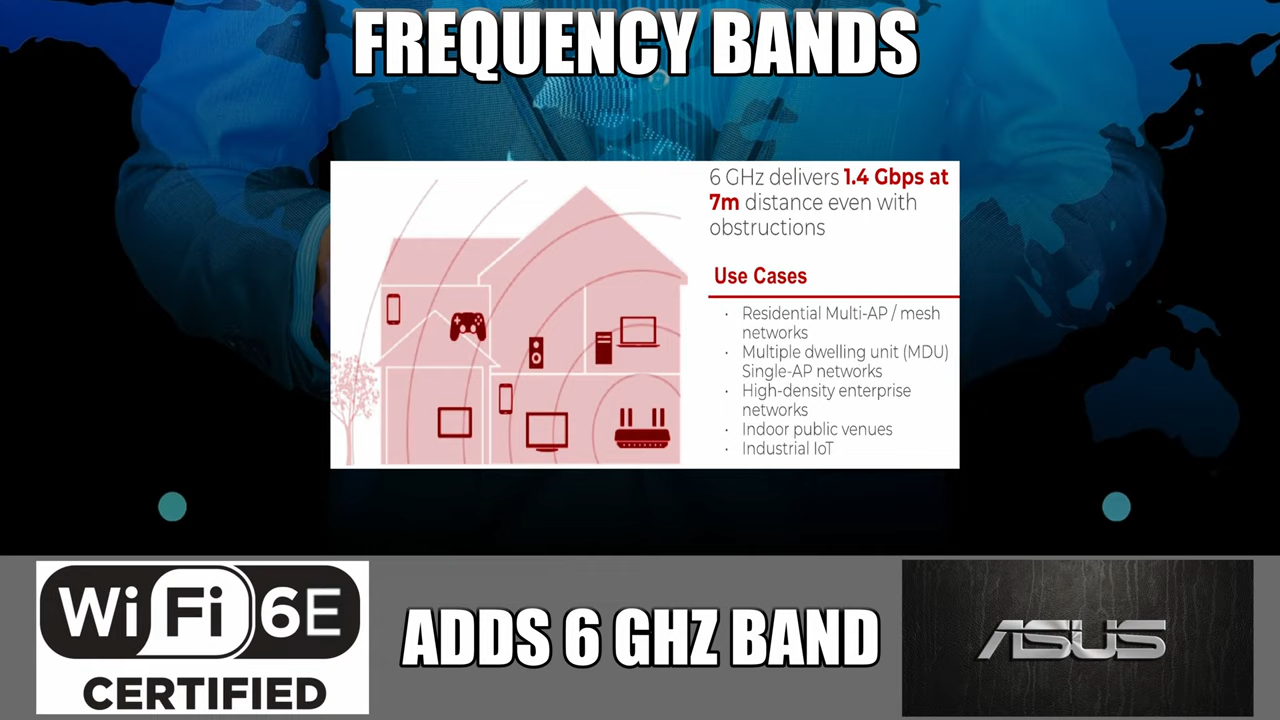 FREQUENCY BANDS
6 GHz delivers 1.4 Gbps at
7m distance even with
obstructions
Use Cases
· Residential Multi-AP / mesh
networks
· Multiple dwelling unit (MDU)
Single-AP networks
· High-density enterprise
networks
· Indoor public venues
· Industrial IoT
Wi Fi 6E
CERTIFIED
ADDS 6 GHZ BAND
ASUS